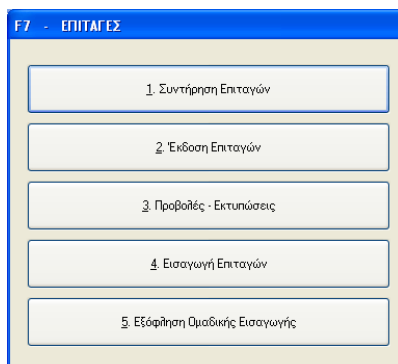 F7 - ΕΠΙΤΑΓΕΣ
1. Συντήρηση Επιταγών
2. Έκδοση Επιταγών
3. Προβολές - Εκτυπώσεις
4. Εισαγωγή Επιταγών
5. Εξόφληση Ομαδικής Εισαγωγής